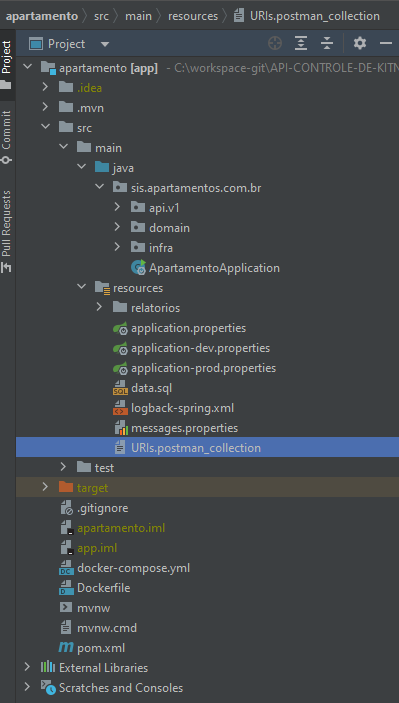 apartamento > src > main > resources > URIs.postman_collection
Project
Project
Commit
Pull Requests
apartamento [app] - C:\workspace-git\API-CONTROLE-DE-KITN
.idea
.mvn
src
main
java
sis.apartamentos.com.br
api.v1
domain
infra
ApartamentoApplication
resources
relatorios
application.properties
application-dev.properties
application-prod.properties
data.sql
logback-spring.xml
messages.properties
URIs.postman_collection
test
target
.gitignore
apartamento.iml
app.iml
docker-compose.yml
Dockerfile
mvnw
mvnw.cmd
pom.xml
External Libraries
Scratches and Consoles